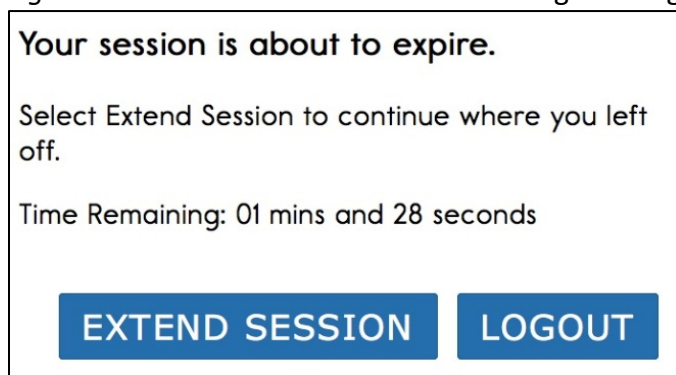 Your session is about to expire.
Select Extend Session to continue where you left
off.
Time Remaining: 01 mins and 28 seconds
EXTEND SESSION LOGOUT